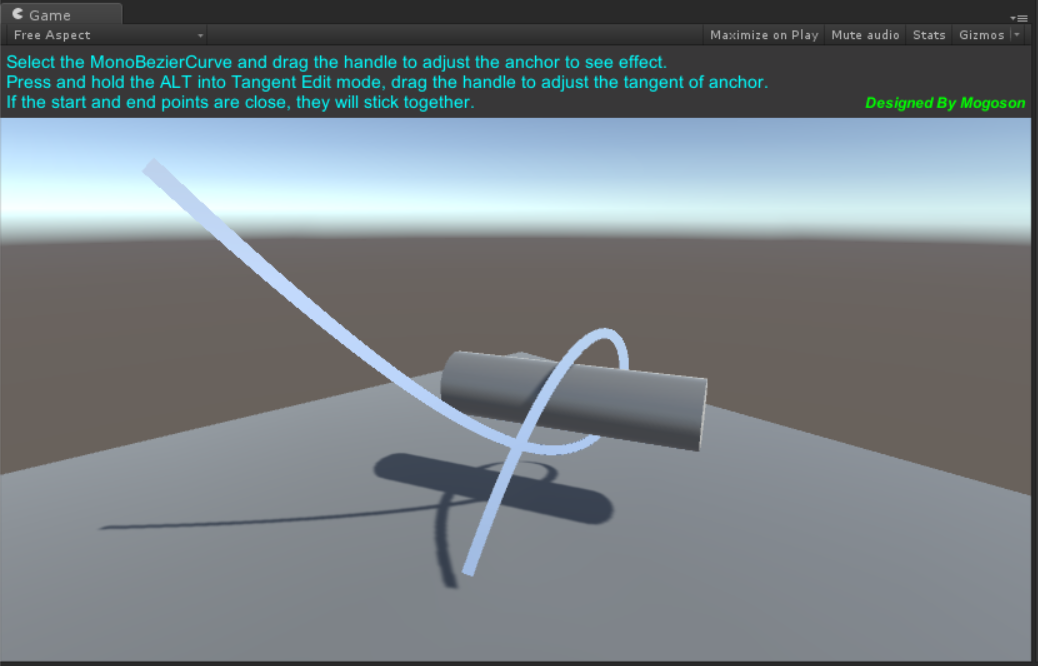 Game
Free Aspect
Maximize on Play Mute audio Stats Gizmos
Select the MonoBezierCurve and drag the handle to adjust the anchor to see effect.
Press and hold the ALT into Tangent Edit mode, drag the handle to adjust the tangent of anchor.
If the start and end points are close, they will stick together.
Designed By Mogoson